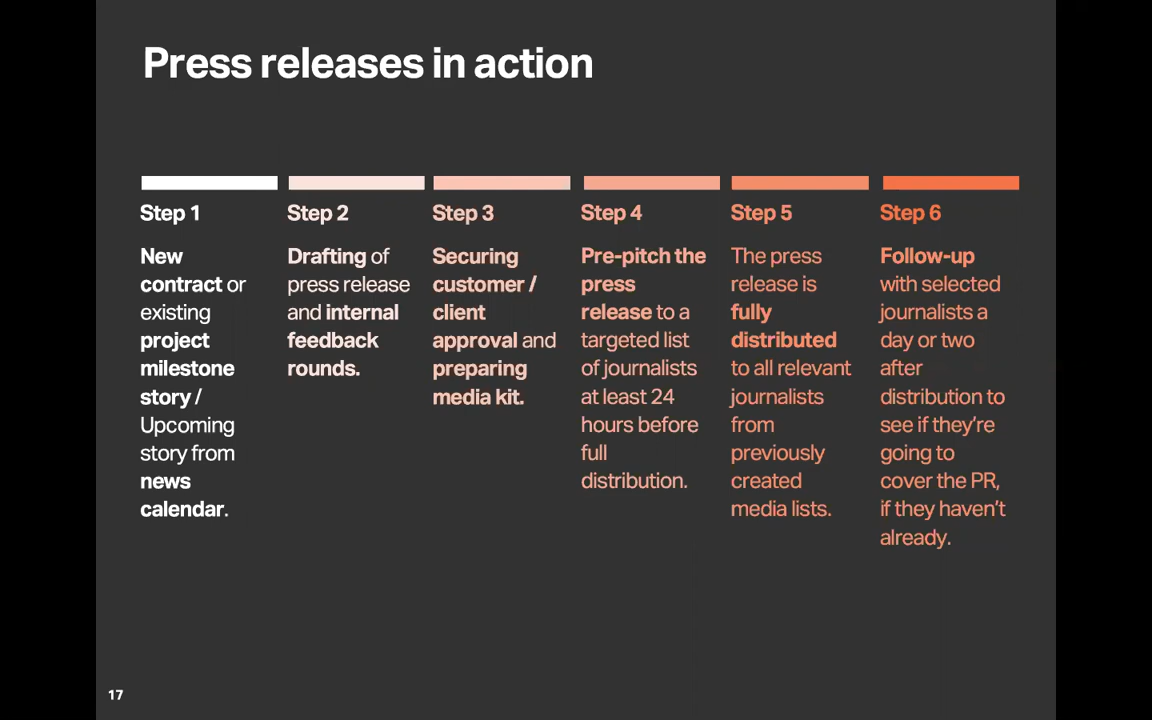 Press releases in action
Step 1
New
contract or
existing
project
milestone
story /
Upcoming
story from
news
calendar.
Step 2
Drafting of
press release
and internal
feedback
rounds.
Step 3
Securing
customer /
client
approval and
preparing
media kit.
Step 4
Pre-pitch the
press
release to a
targeted list
of journalists
at least 24
hours before
full
distribution.
Step 5
The press
release is
fully
distributed
to all relevant
journalists
from
previously
created
media lists.
Step 6
Follow-up
with selected
journalists a
day or two
after
distribution to
see if they’re
going to
cover the PR,
if they haven’t
already.
17